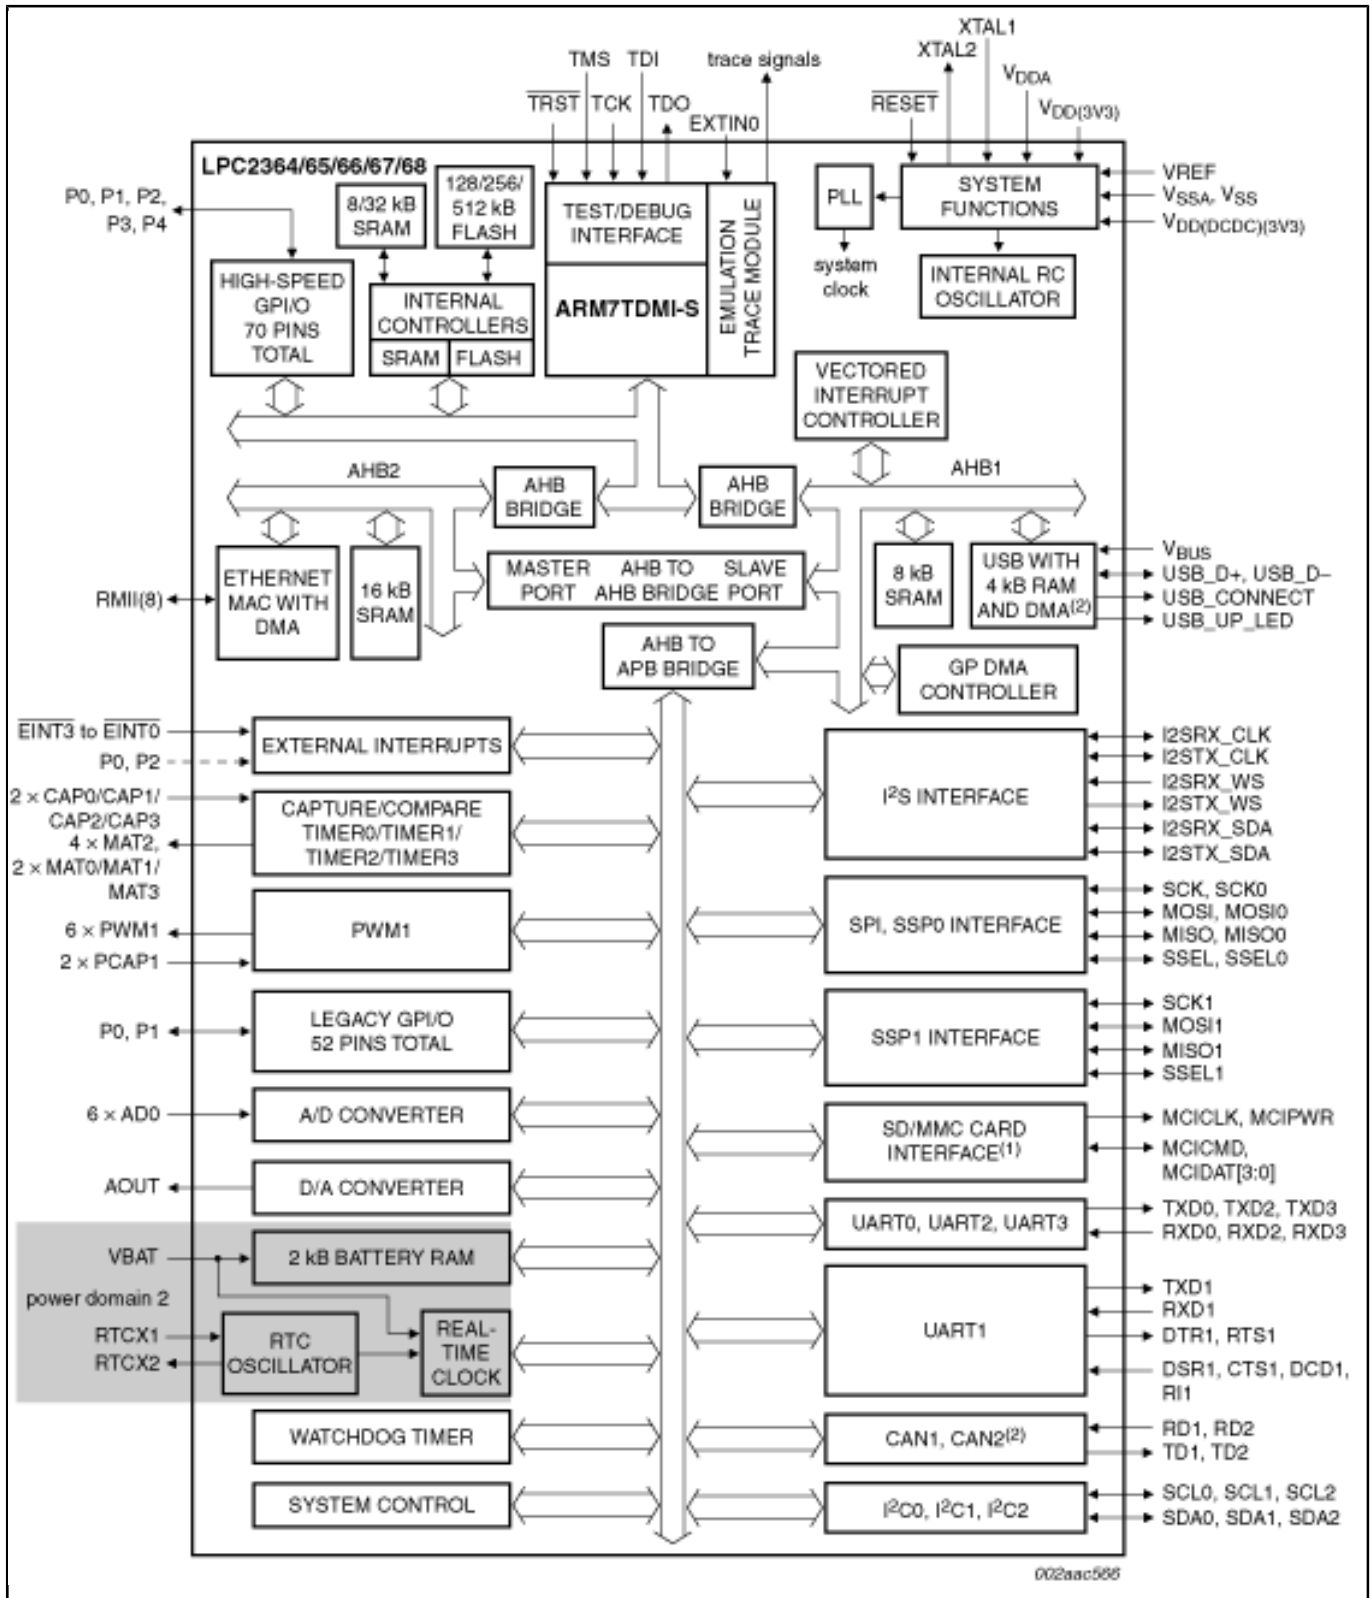 XTAL1
XTAL2
TMS TDI trace signals
VDDA
TRST TCK TDO RESET
VDD(3V3)
EXTIN0
LPC2364/65/66/67/68
P0, P1, P2,
P3, P4
8/32 kB
SRAM
128/256/
512 kB
FLASH
TEST/DEBUG
INTERFACE
EMULATION
TRACE MODULE
PLL
SYSTEM
FUNCTIONS
VREF
VSSA, VSS
VDD(DCDC)(3V3)
system
clock
HIGH-SPEED
GPI/O
70 PINS
TOTAL
INTERNAL
CONTROLLERS
SRAM FLASH
ARM7TDMI-S
INTERNAL RC
OSCILLATOR
VECTORED
INTERRUPT
CONTROLLER
AHB2
AHB
BRIDGE
AHB
BRIDGE
AHB1
ETHERNET
MAC WITH
DMA
RMII(8)
16 kB
SRAM
MASTER
PORT
AHB TO
AHB BRIDGE
SLAVE
PORT
8 kB
SRAM
USB WITH
4 kB RAM
AND DMA(2)
VBUS
USB_D+, USB_D−
USB_CONNECT
USB_UP_LED
AHB TO
APB BRIDGE
GP DMA
CONTROLLER
EINT3 to EINT0
P0, P2
EXTERNAL INTERRUPTS
I2S INTERFACE
I2SRX_CLK
I2STX_CLK
I2SRX_WS
I2STX_WS
I2SRX_SDA
I2STX_SDA
2 × CAP0/CAP1/
CAP2/CAP3
4 × MAT2,
2 × MAT0/MAT1/
MAT3
CAPTURE/COMPARE
TIMER0/TIMER1/
TIMER2/TIMER3
6 × PWM1
2 × PCAP1
PWM1
SPI, SSP0 INTERFACE
SCK, SCK0
MOSI, MOSI0
MISO, MISO0
SSEL, SSEL0
P0, P1
LEGACY GPI/O
52 PINS TOTAL
SSP1 INTERFACE
SCK1
MOSI1
MISO1
SSEL1
6 × AD0
A/D CONVERTER
SD/MMC CARD
INTERFACE(1)
MCICLK, MCIPWR
MCICMD,
MCIDAT[3:0]
AOUT
D/A CONVERTER
UART0, UART2, UART3
TXD0, TXD2, TXD3
RXD0, RXD2, RXD3
VBAT
2 kB BATTERY RAM
power domain 2
RTCX1
RTCX2
RTC
OSCILLATOR
REAL-
TIME
CLOCK
UART1
TXD1
RXD1
DTR1, RTS1
DSR1, CTS1, DCD1,
RI1
WATCHDOG TIMER
CAN1, CAN2(2)
RD1, RD2
TD1, TD2
SYSTEM CONTROL
I2C0, I2C1, I2C2
SCL0, SCL1, SCL2
SDA0, SDA1, SDA2
002aac566